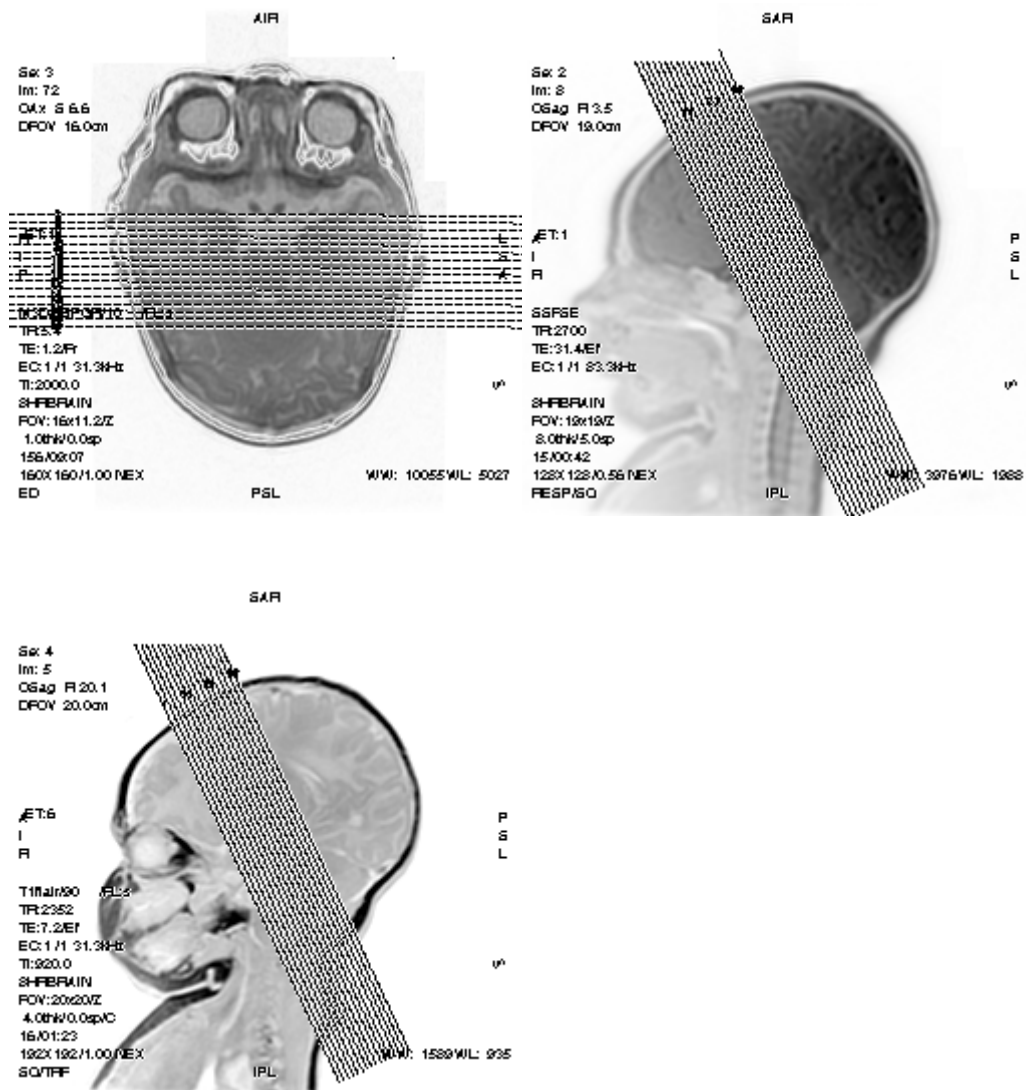 AIR
Se: 3
Im: 72
OAx S 6.6
DFOV 16.0cm
ET:
L
I
S
P
A
TR:5.4
TE:1.2/Fr
EC:1/1 31.3kHz
TI:2000.0
SHRBRAIN
FOV:16x11.2/Z
1.0thk/0.0sp
156/09:07
160X160/1.00 NEX
WW: 10055WL: 5027
ED
PSL
SAR
Se: 2
Im: 8
OSag R 3.5
DFOV 19.0cm
ET:1
P
I
S
R
L
SSFSE
TR:2700
TE:31.4/Ef
EC:1/1 83.3kHz
SHRBRAIN
FOV:19x19/Z
8.0thk/5.0sp
15/00:42
128X128/0.56 NEX
WW: 3976WL: 1988
RESP/SQ
IPL
SAR
Se: 4
Im: 5
OSag R 20.1
DFOV 20.0cm
ET:6
P
I
S
R
L
T1flair/90
TR:2352
TE:7.2/Ef
EC:1/1 31.3kHz
TI:920.0
SHRBRAIN
FOV:20x20/Z
4.0thk/0.0sp/C
16/01:23
192X192/1.00 NEX
WW: 1589WL: 935
SQ/TRF
IPL